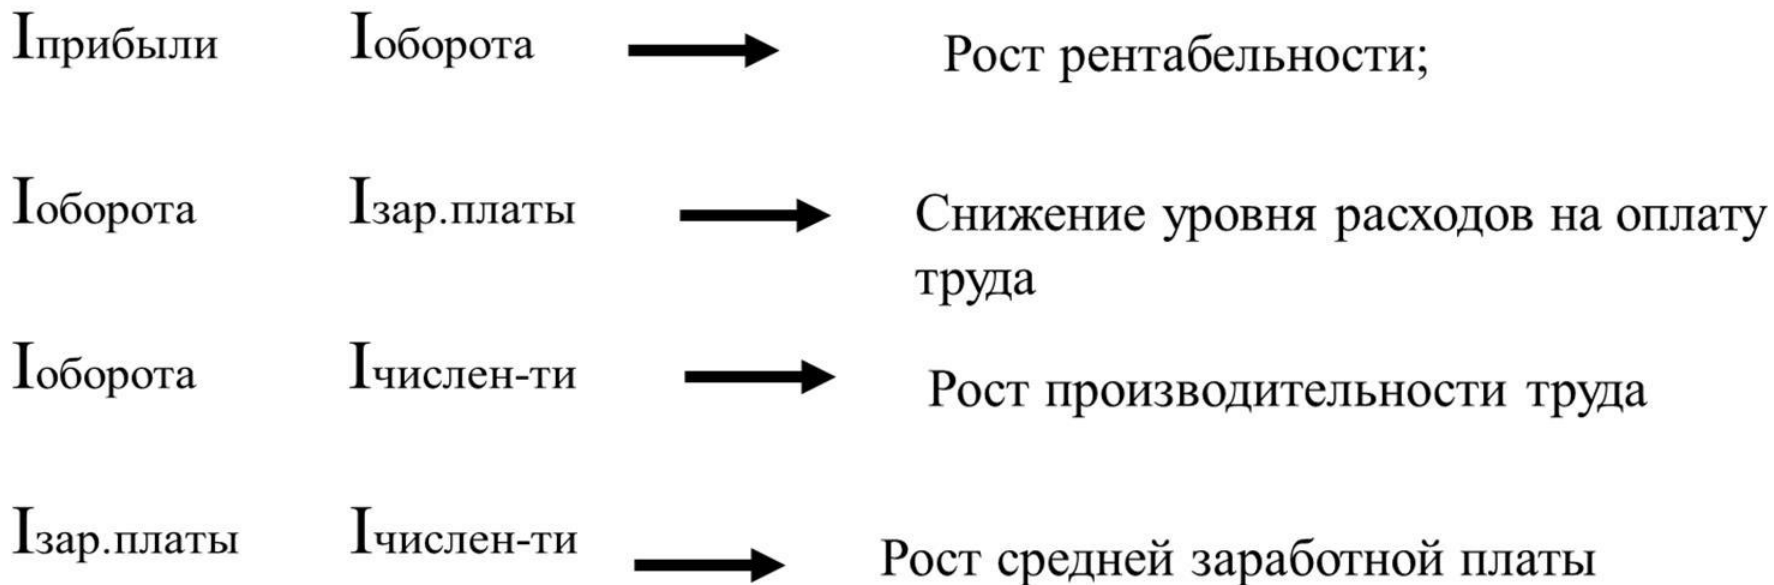 Iприбыли Iоборота Рост рентабельности;
Iоборота Iзар.платы Снижение уровня расходов на оплату
труда
Iоборота Iчислен-ти Рост производительности труда
Iзар.платы Iчислен-ти Рост средней заработной платы